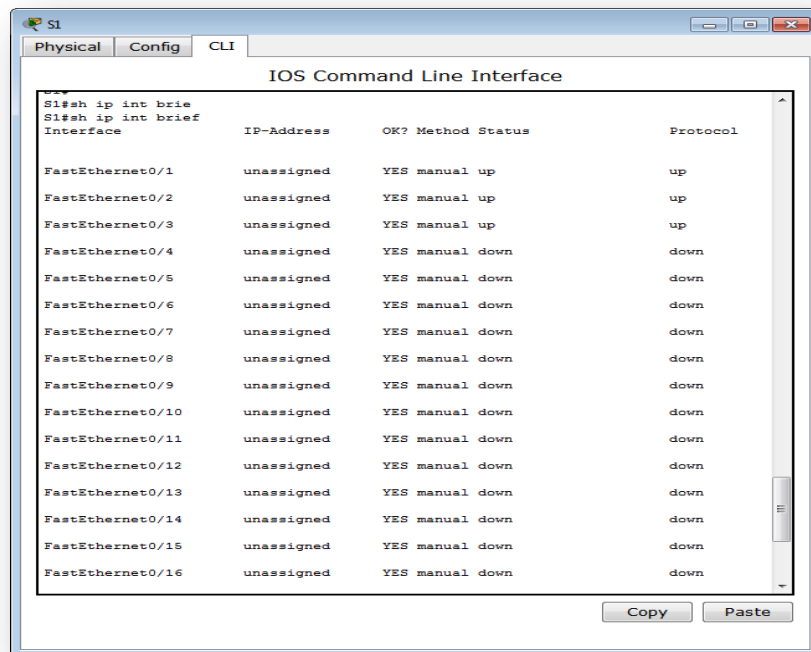 S1
Physical Config CLI
IOS Command Line Interface
S1#sh ip int brie
S1#sh ip int brief
Interface IP-Address OK? Method Status Protocol
FastEthernet0/1 unassigned YES manual up up
FastEthernet0/2 unassigned YES manual up up
FastEthernet0/3 unassigned YES manual up up
FastEthernet0/4 unassigned YES manual down down
FastEthernet0/5 unassigned YES manual down down
FastEthernet0/6 unassigned YES manual down down
FastEthernet0/7 unassigned YES manual down down
FastEthernet0/8 unassigned YES manual down down
FastEthernet0/9 unassigned YES manual down down
FastEthernet0/10 unassigned YES manual down down
FastEthernet0/11 unassigned YES manual down down
FastEthernet0/12 unassigned YES manual down down
FastEthernet0/13 unassigned YES manual down down
FastEthernet0/14 unassigned YES manual down down
FastEthernet0/15 unassigned YES manual down down
FastEthernet0/16 unassigned YES manual down down
Copy Paste